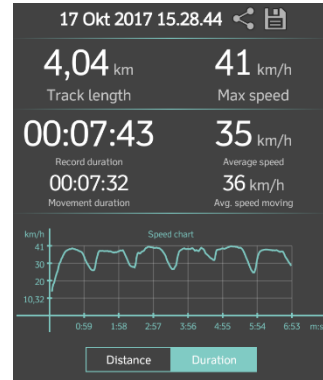 17 Okt 2017 15.28.44
4,04 km 41 km/h
Track length Max speed
00:07:43 35 km/h
Record duration Average speed
00:07:32 36 km/h
Movement duration Avg. speed moving
km/h Speed chart
41
30
20
10,32
0:59 1:58 2:57 3:56 4:55 5:54 6:53 m:s
Distance Duration